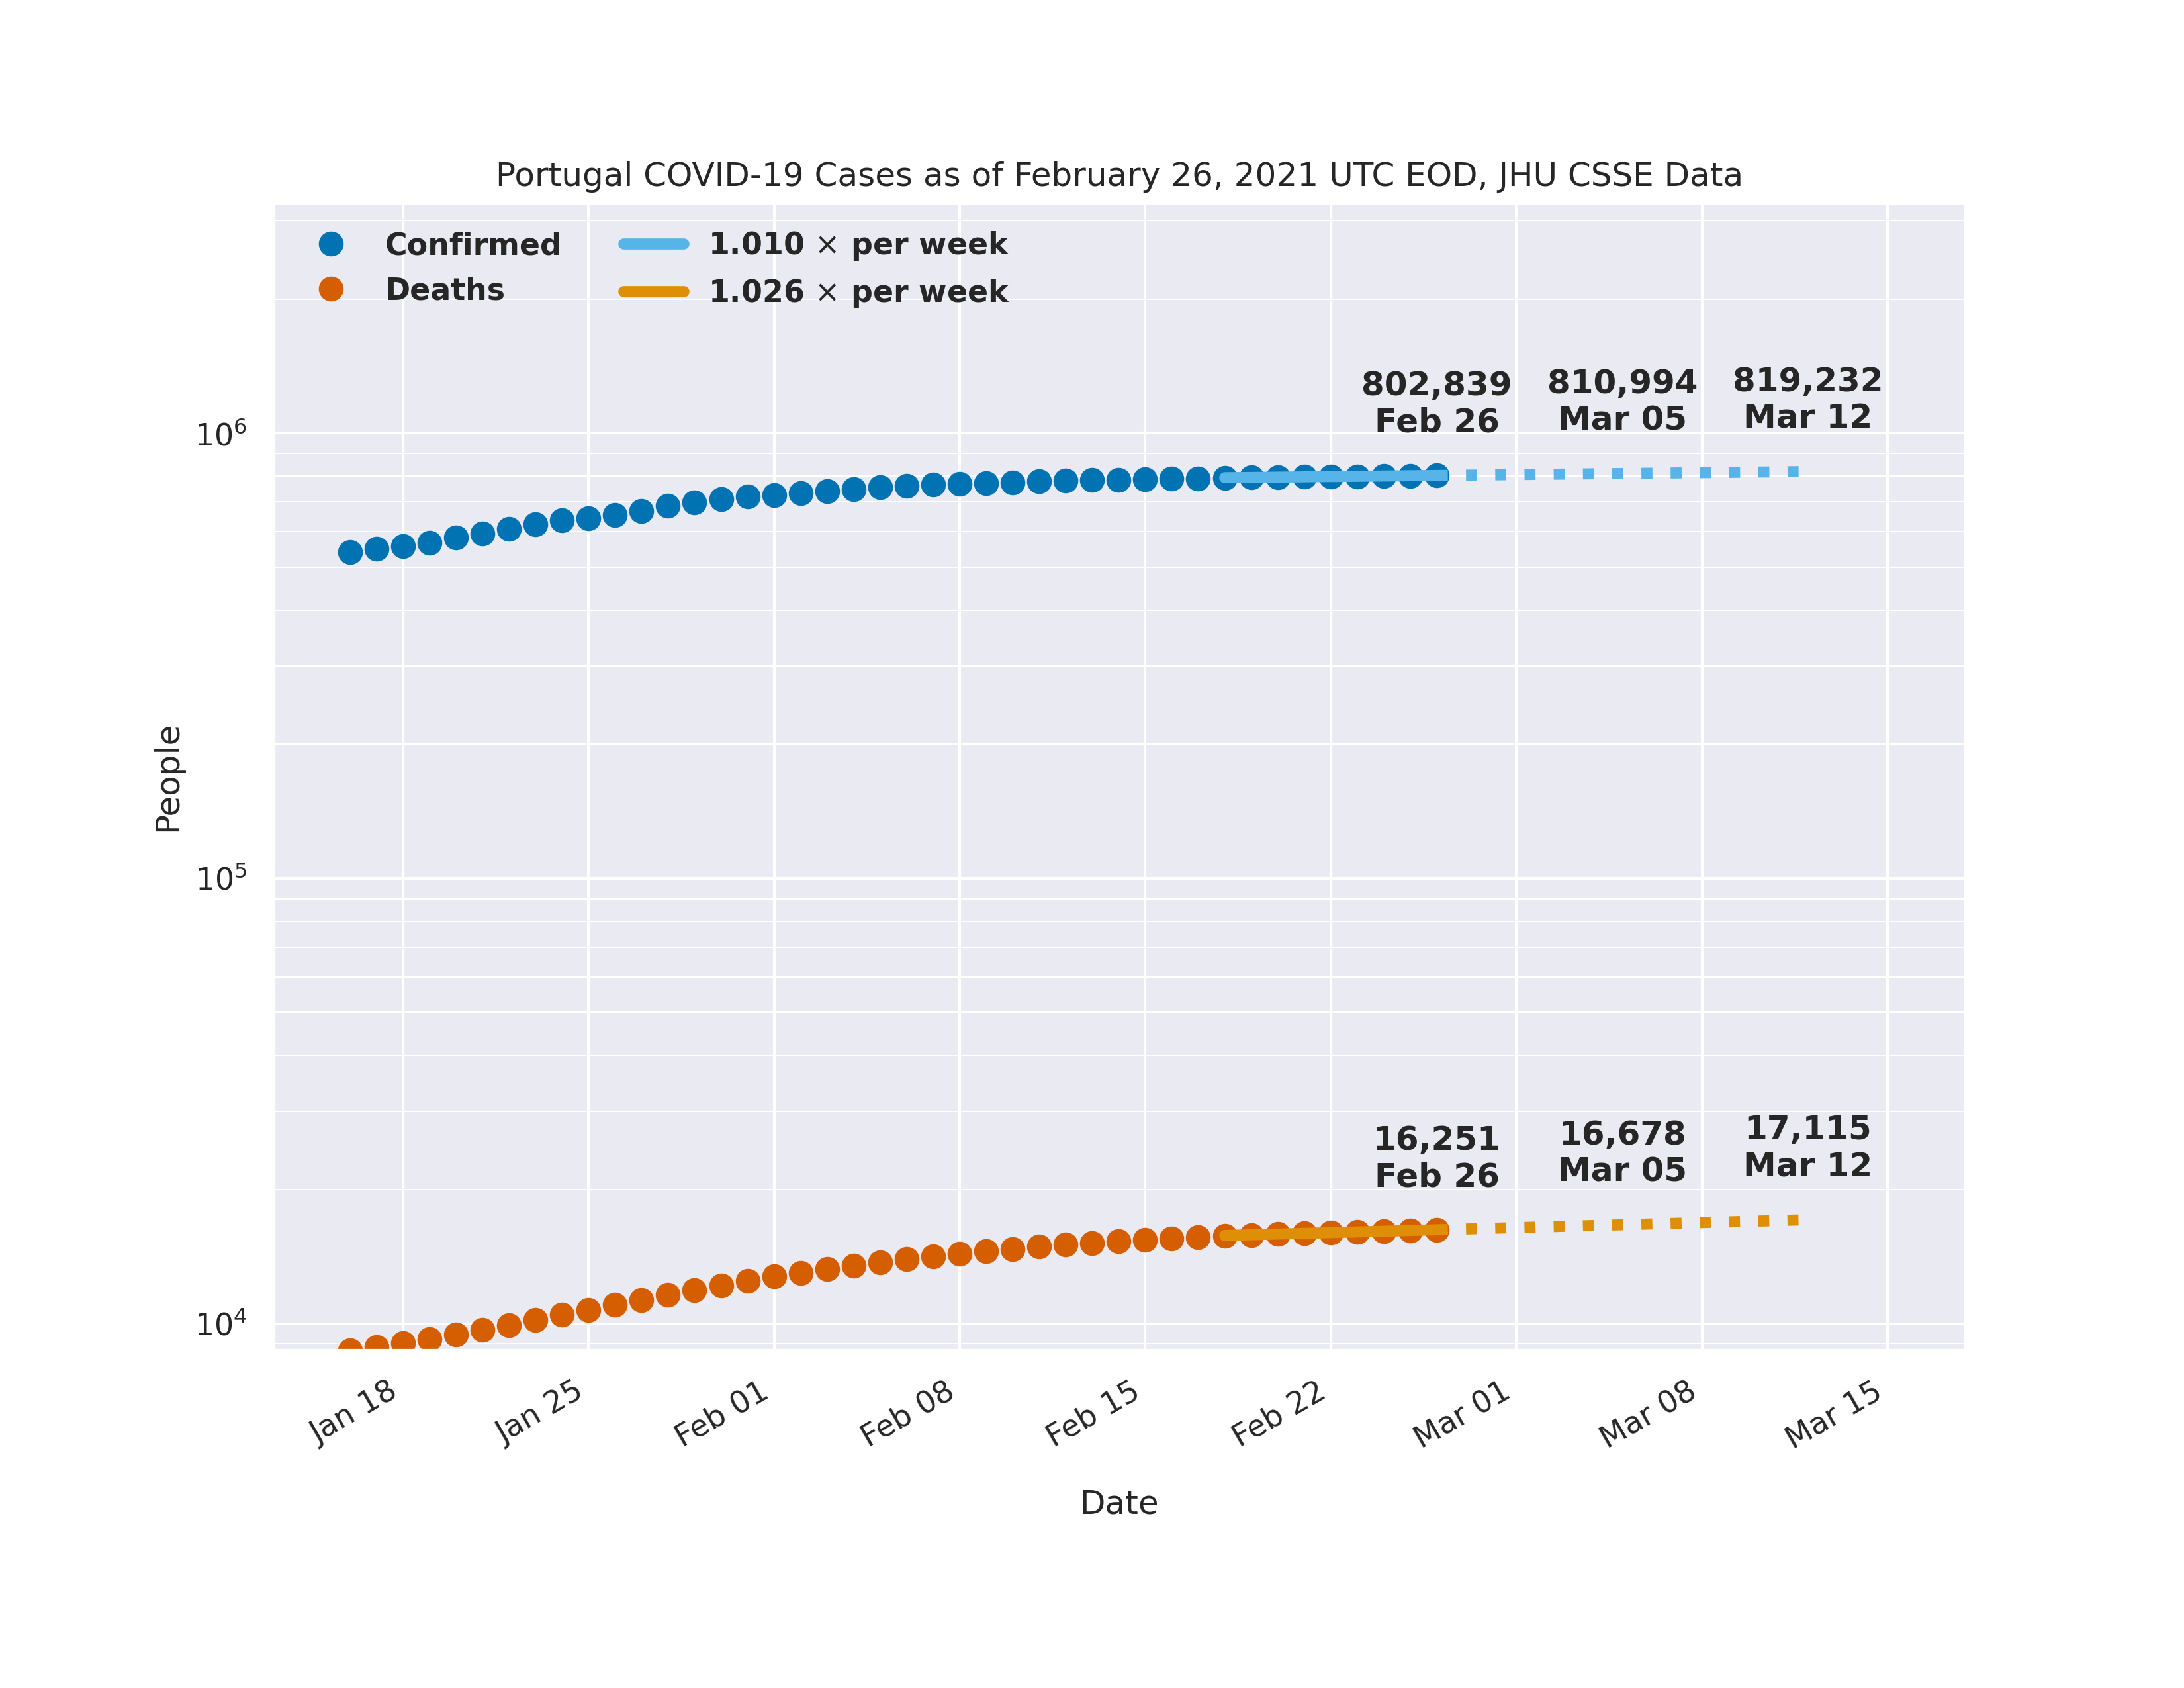 Portugal COVID-19 Cases as of February 26, 2021 UTC EOD, JHU CSSE Data
Confirmed
Deaths
1.010 × per week
1.026 × per week
802,839
Feb 26
810,994
Mar 05
819,232
Mar 12
16,251
Feb 26
16,678
Mar 05
17,115
Mar 12
People
10⁶
10⁵
10⁴
Jan 18
Jan 25
Feb 01
Feb 08
Feb 15
Feb 22
Mar 01
Mar 08
Mar 15
Date